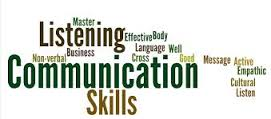 Master
Listening Effective Body
Business Language Well
Non-verbal Cross Good Message Active
Communication Empathic
Cultural
Skills Listen